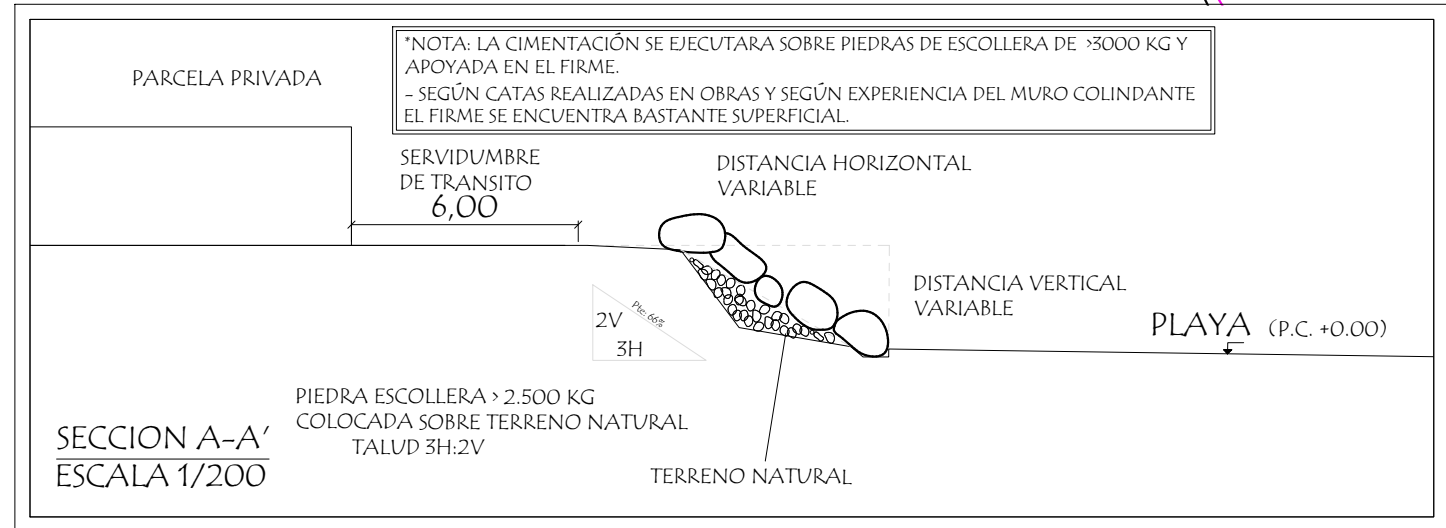 *NOTA: LA CIMENTACIÓN SE EJECUTARA SOBRE PIEDRAS DE ESCOLLERA DE >3000 KG Y
APOYADA EN EL FIRME.
- SEGÚN CATAS REALIZADAS EN OBRAS Y SEGÚN EXPERIENCIA DEL MURO COLINDANTE
EL FIRME SE ENCUENTRA BASTANTE SUPERFICIAL.
PARCELA PRIVADA
SERVIDUMBRE
DE TRANSITO
6,00
DISTANCIA HORIZONTAL
VARIABLE
DISTANCIA VERTICAL
VARIABLE
PLAYA (P.C. +0.00)
Pte: 66%
2V
3H
PIEDRA ESCOLLERA > 2.500 KG
COLOCADA SOBRE TERRENO NATURAL
TALUD 3H:2V
TERRENO NATURAL
SECCION A-A'
ESCALA 1/200